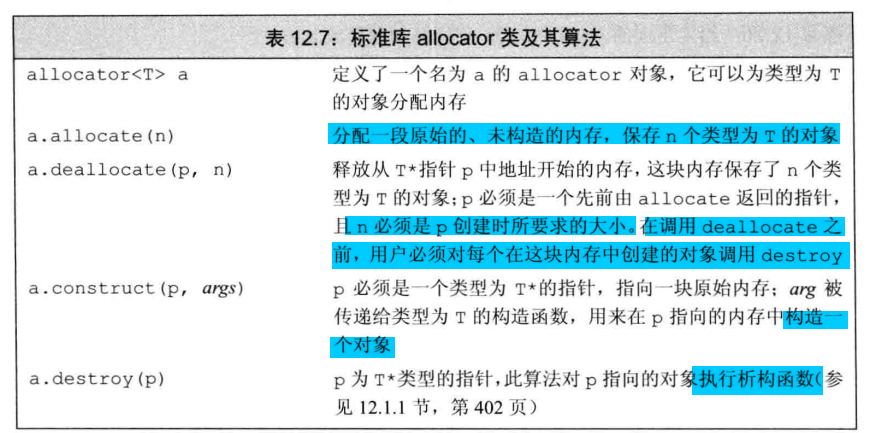 表 12.7：标准库 allocator 类及其算法
allocator<T> a 定义了一个名为 a 的 allocator 对象，它可以为类型为 T
的对象分配内存
a.allocate(n) 分配一段原始的、未构造的内存，保存 n 个类型为 T 的对象
a.deallocate(p, n) 释放从 T*指针 p 中地址开始的内存，这块内存保存了 n 个类
型为 T 的对象；p 必须是一个先前由 allocate 返回的指针，
且 n 必须是 p 创建时所要求的大小。在调用 deallocate 之
前，用户必须对每个在这块内存中创建的对象调用 destroy
a.construct(p, args) p 必须是一个类型为 T*的指针，指向一块原始内存；arg 被
传递给类型为 T 的构造函数，用来在 p 指向的内存中构造一
个对象
a.destroy(p) p 为 T*类型的指针，此算法对 p 指向的对象执行析构函数（参
见 12.1.1 节，第 402 页）